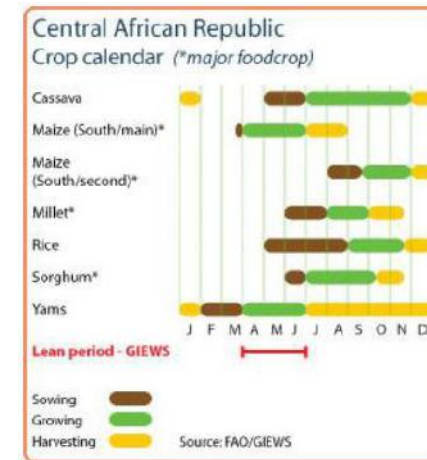 Central African Republic
Crop calendar (*major foodcrop)
Cassava
Maize (South/main)*
Maize
(South/second)*
Millet*
Rice
Sorghum*
Yams
J F M A M J J A S O N D
Lean period - GIEWS
Sowing
Growing
Harvesting Source: FAO/GIEWS